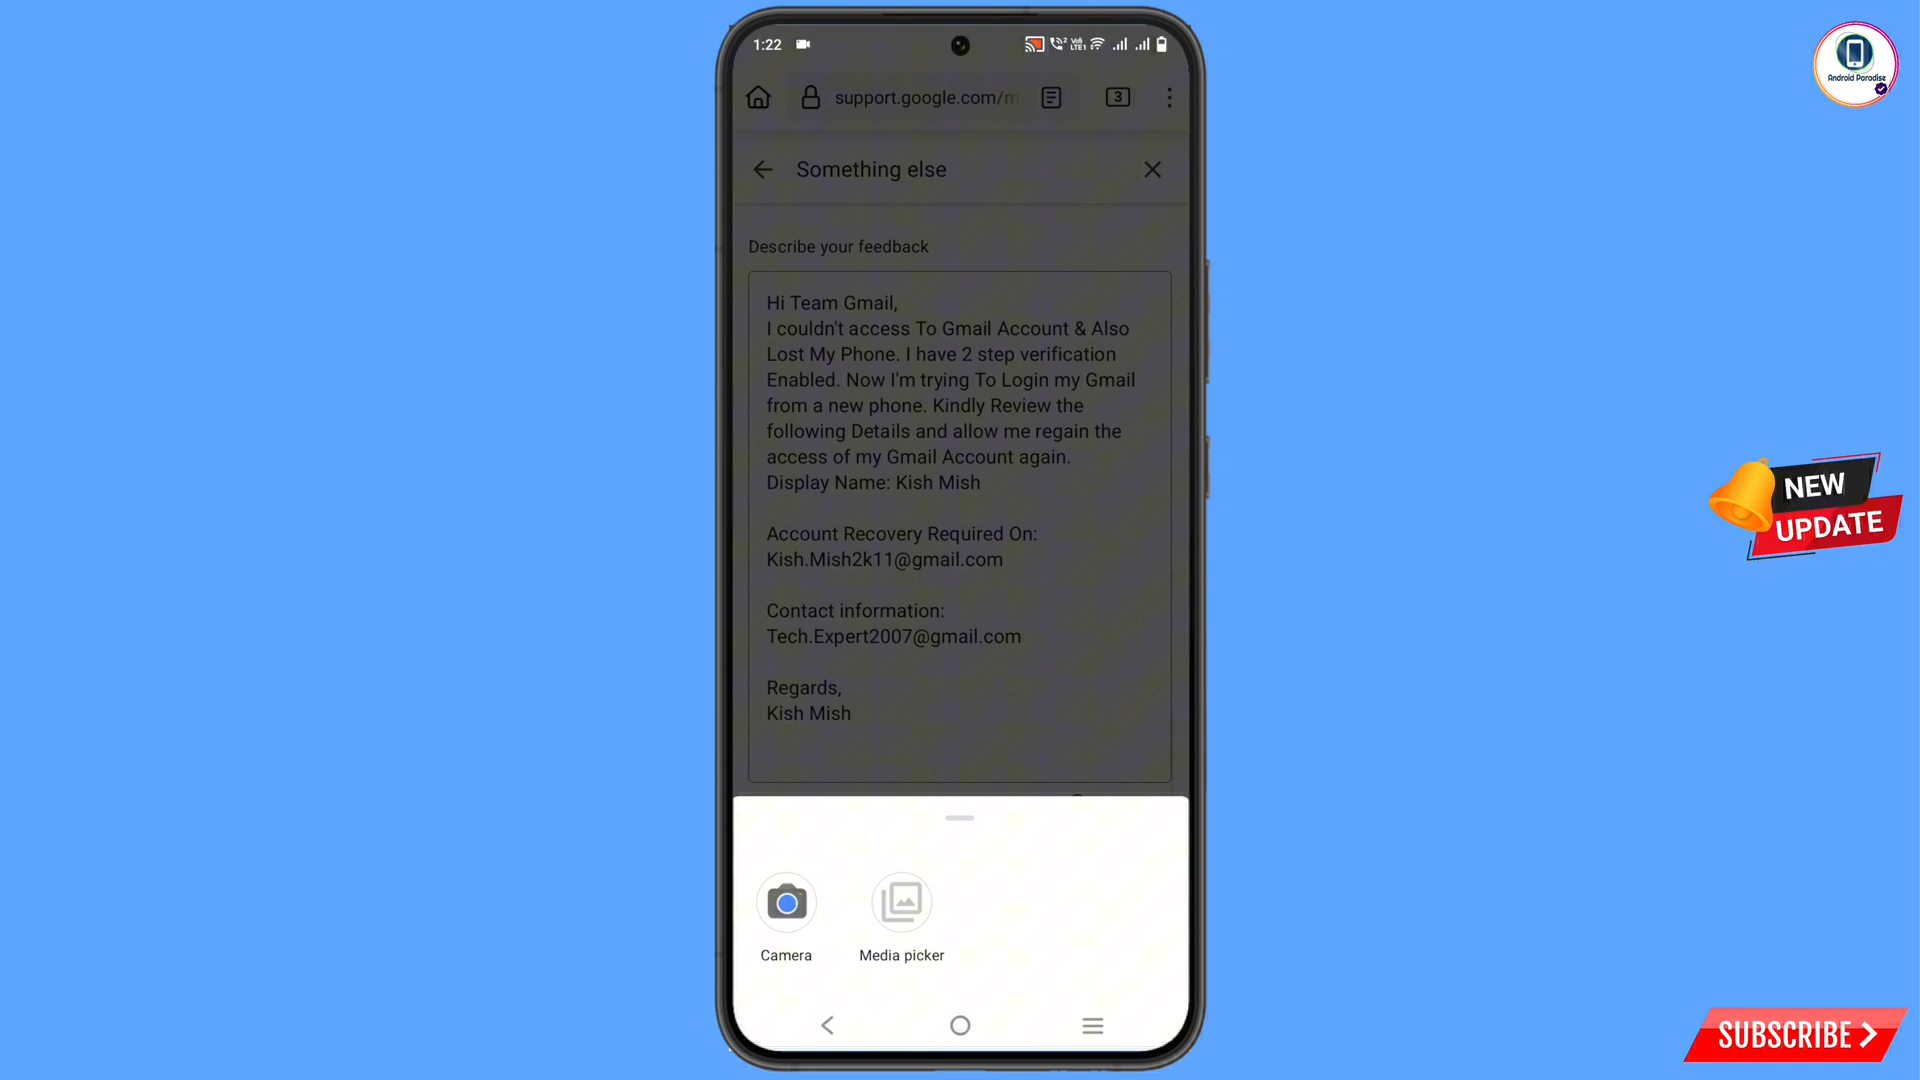 1:22
Android Paradise
support.google.com/m
3
Something else
Describe your feedback
Hi Team Gmail,
I couldn't access To Gmail Account & Also
Lost My Phone. I have 2 step verification
Enabled. Now I'm trying To Login my Gmail
from a new phone. Kindly Review the
following Details and allow me regain the
access of my Gmail Account again.
Display Name: Kish Mish
Account Recovery Required On:
Kish.Mish2k11@gmail.com
Contact information:
Tech.Expert2007@gmail.com
Regards,
Kish Mish
NEW
UPDATE
Camera
Media picker
SUBSCRIBE